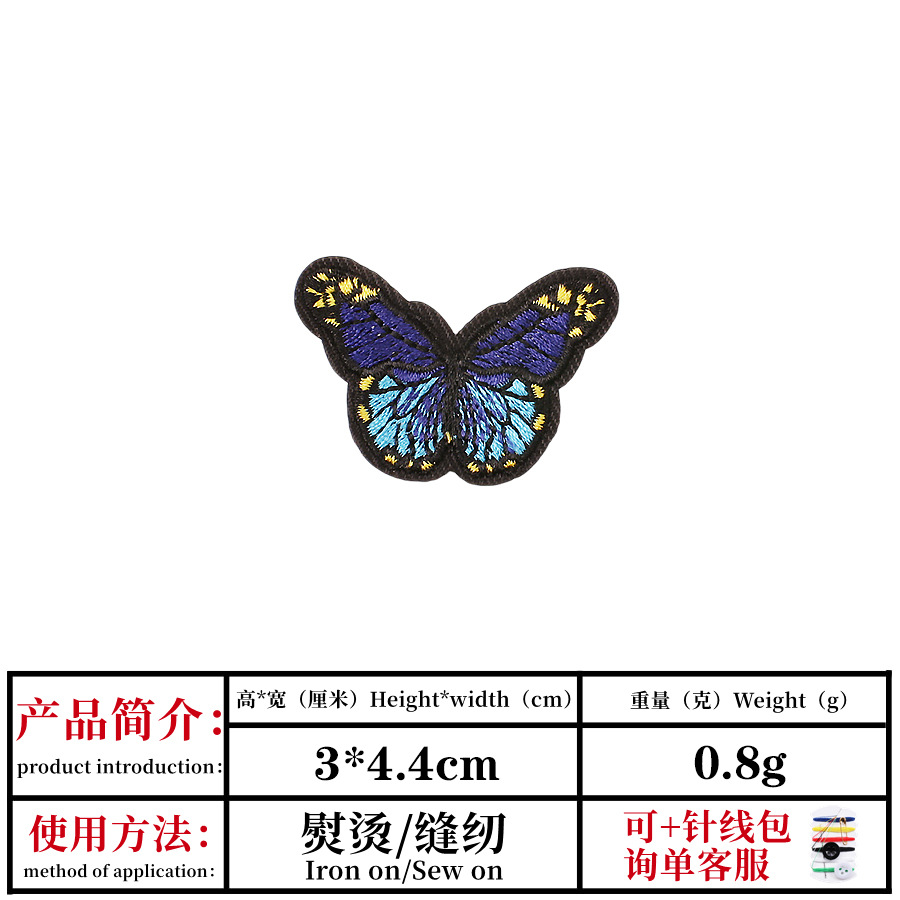 产品简介：
product introduction：
高*宽（厘米）Height*width（cm）
重量（克）Weight（g）
3*4.4cm
0.8g
使用方法：
method of application：
熨烫/缝纫
Iron on/Sew on
可+针线包
询单客服